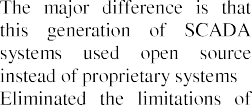 The major difference is that
this generation of SCADA
systems used open source
instead of proprietary systems
Eliminated the limitations of